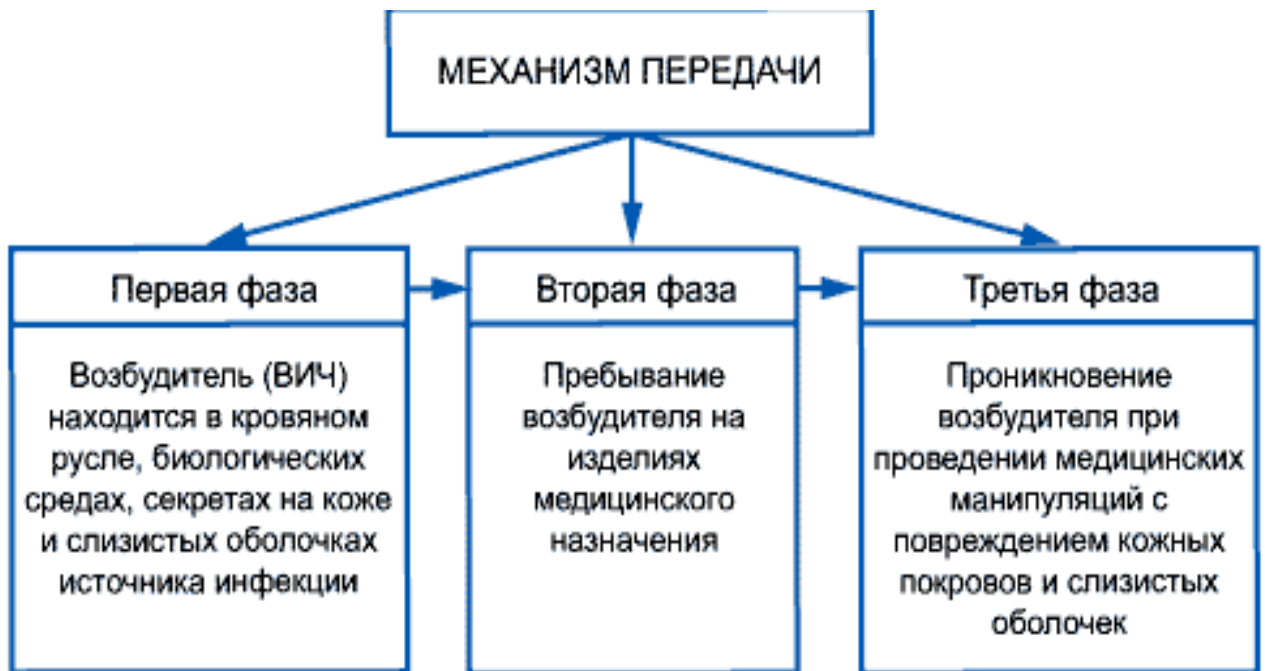 МЕХАНИЗМ ПЕРЕДАЧИ
Первая фаза
Возбудитель (ВИЧ)
находится в кровяном
русле, биологических
средах, секретах на коже
и слизистых оболочках
источника инфекции
Вторая фаза
Пребывание
возбудителя на
изделиях
медицинского
назначения
Третья фаза
Проникновение
возбудителя при
проведении медицинских
манипуляций с
повреждением кожных
покровов и слизистых
оболочек